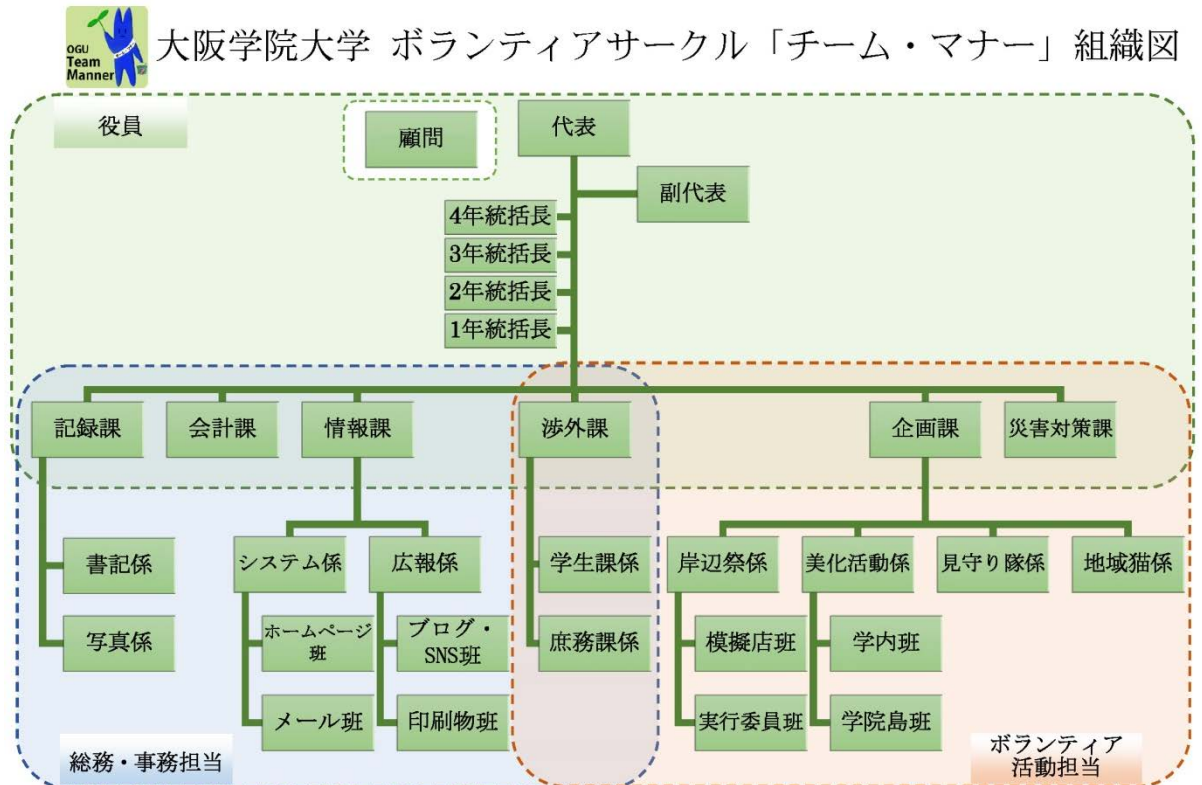 OGU
Team
Manner
大阪学院大学 ボランティアサークル「チーム・マナー」組織図
役員
顧問
代表
副代表
4年統括長
3年統括長
2年統括長
1年統括長
記録課
会計課
情報課
渉外課
企画課
災害対策課
書記係
システム係
広報係
学生課係
岸辺祭係
美化活動係
見守り隊係
地域猫係
写真係
ホームページ
班
ブログ・
SNS班
庶務課係
模擬店班
学内班
メール班
印刷物班
実行委員班
学院島班
総務・事務担当
ボランティア
活動担当